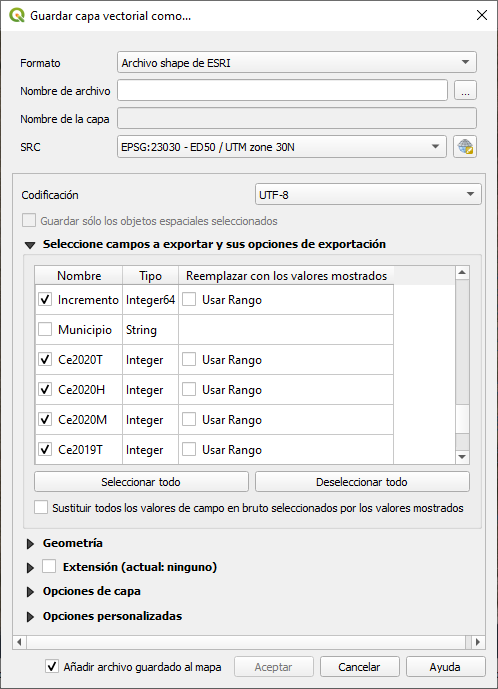 Guardar capa vectorial como...
Formato Archivo shape de ESRI
Nombre de archivo ...
Nombre de la capa
SRC EPSG:23030 - ED50 / UTM zone 30N
Codificación UTF-8
Guardar sólo los objetos espaciales seleccionados
Seleccione campos a exportar y sus opciones de exportación
Nombre Tipo Reemplazar con los valores mostrados
Incremento Integer64 Usar Rango
Municipio String
Ce2020T Integer Usar Rango
Ce2020H Integer Usar Rango
Ce2020M Integer Usar Rango
Ce2019T Integer Usar Rango
Seleccionar todo Deseleccionar todo
Sustituir todos los valores de campo en bruto seleccionados por los valores mostrados
Geometría
Extensión (actual: ninguno)
Opciones de capa
Opciones personalizadas
Añadir archivo guardado al mapa Aceptar Cancelar Ayuda